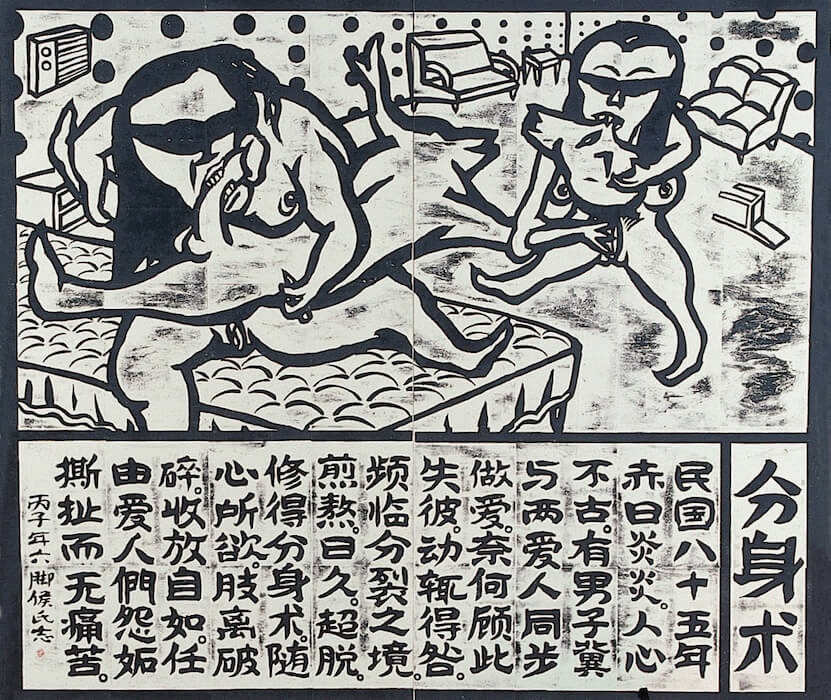 分身术
民国八十五年
赤日炎炎。人心
不古。有男子冀
与两爱人同步
做爱。奈何顾此
失彼。动辄得咎。
频临分裂之境。
煎熬。日久。超脱。
修得分身术。随
心所欲。肢离破
碎。收放自如。任
由爱人們怨妬
撕扯而无痛苦。
丙子年六脚侯氏志